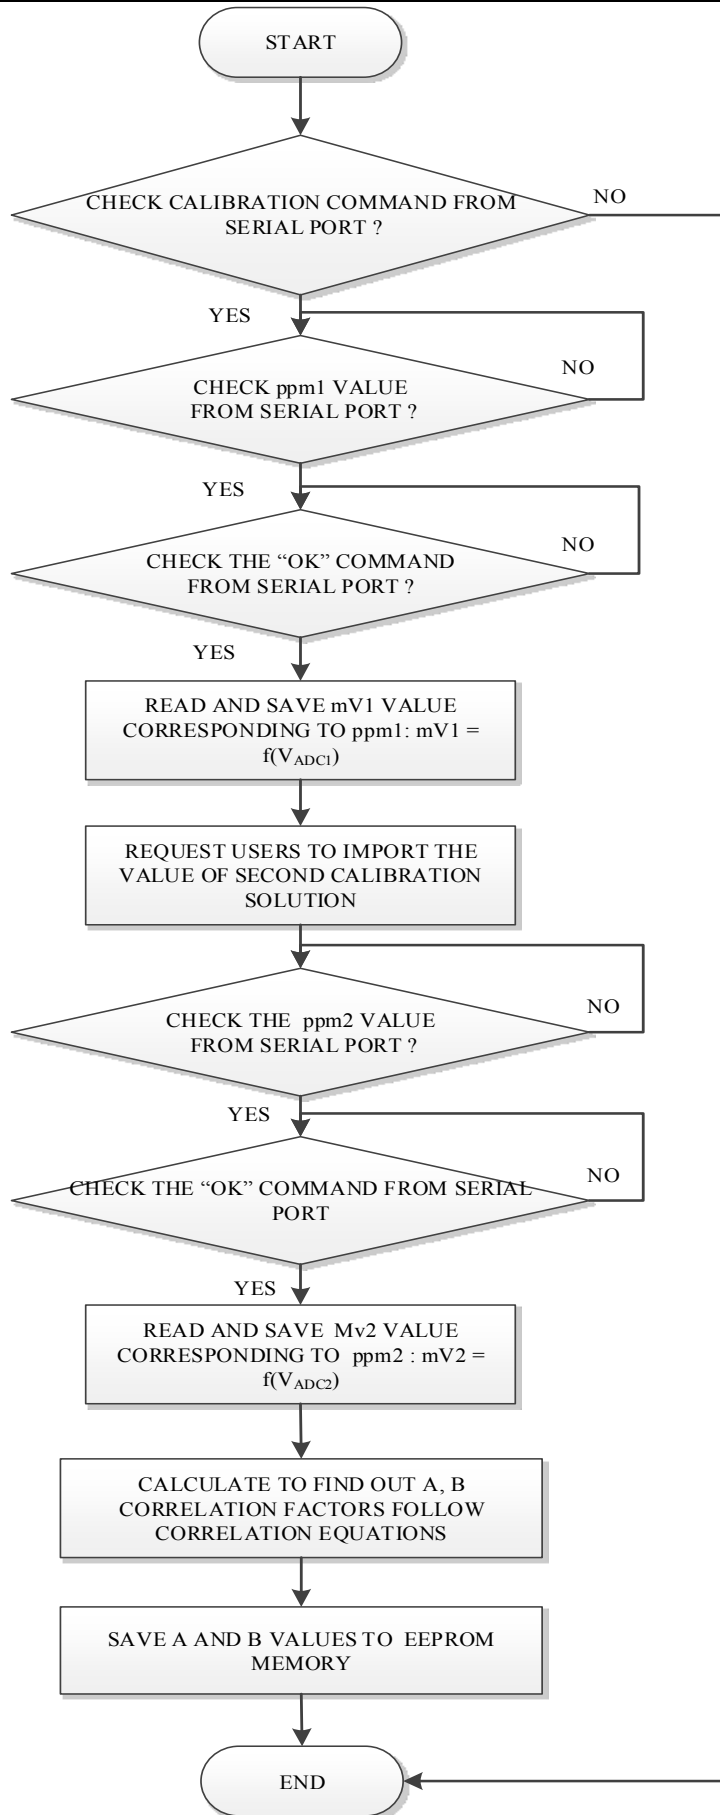 START
CHECK CALIBRATION COMMAND FROM
SERIAL PORT ?
NO
YES
NO
CHECK ppm1 VALUE
FROM SERIAL PORT ?
YES
NO
CHECK THE “OK” COMMAND
FROM SERIAL PORT ?
YES
READ AND SAVE mV1 VALUE
CORRESPONDING TO ppm1: mV1 =
f(VADC1)
REQUEST USERS TO IMPORT THE
VALUE OF SECOND CALIBRATION
SOLUTION
NO
CHECK THE ppm2 VALUE
FROM SERIAL PORT ?
YES
NO
CHECK THE “OK” COMMAND FROM SERIAL
PORT
YES
READ AND SAVE Mv2 VALUE
CORRESPONDING TO ppm2 : mV2 =
f(VADC2)
CALCULATE TO FIND OUT A, B
CORRELATION FACTORS FOLLOW
CORRELATION EQUATIONS
SAVE A AND B VALUES TO EEPROM
MEMORY
END